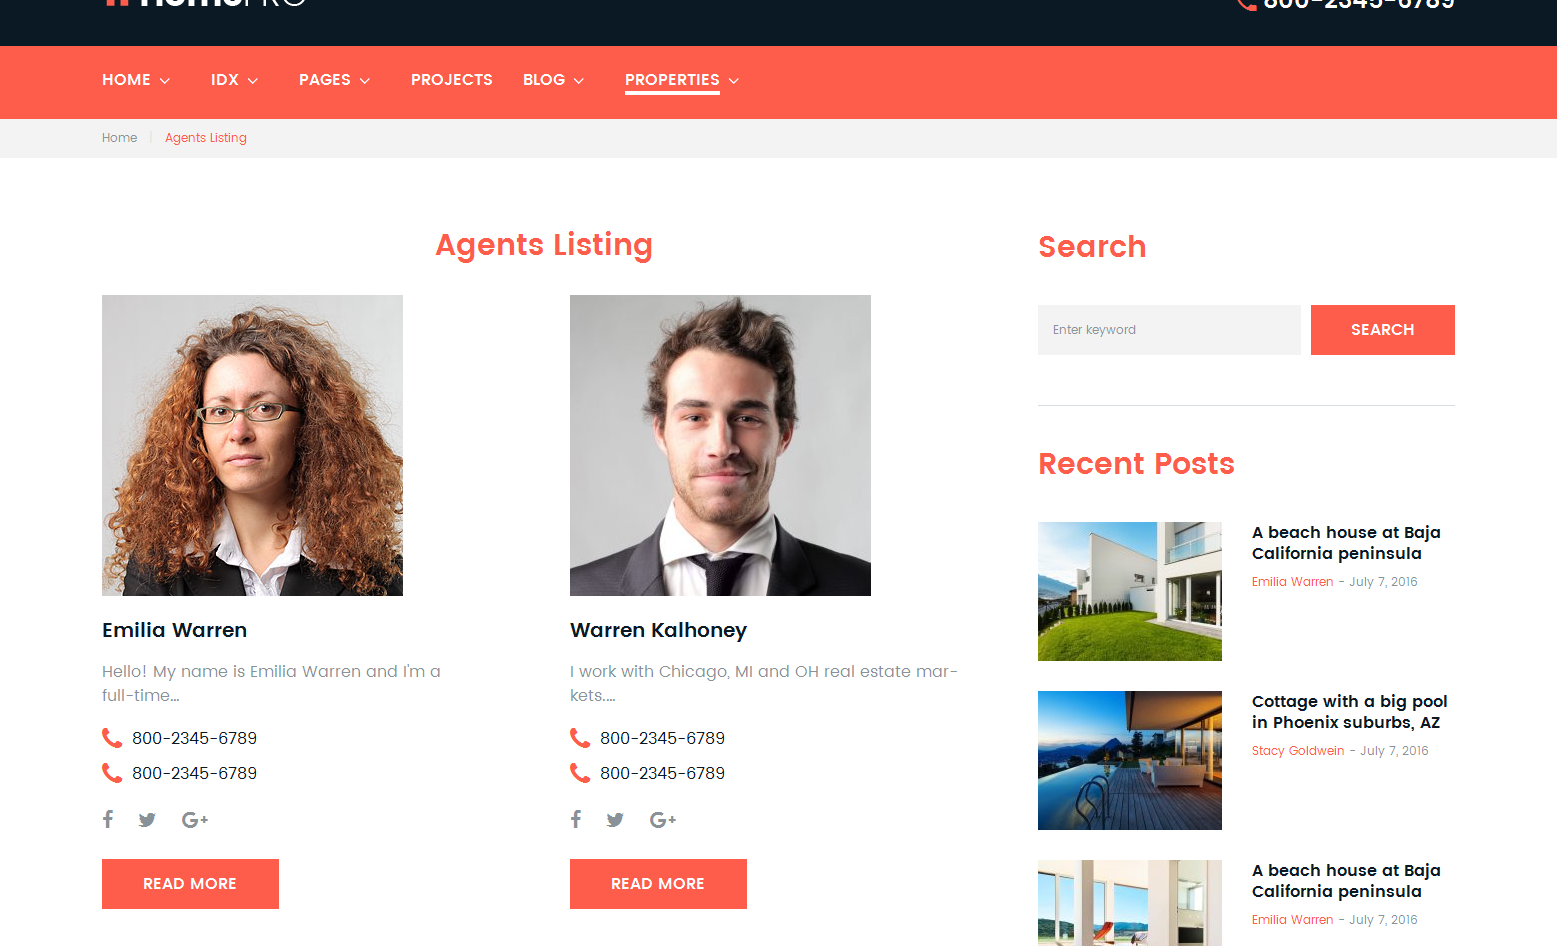 HomePRO
800-2345-6789
HOME
IDX
PAGES
PROJECTS
BLOG
PROPERTIES
Home
Agents Listing
Agents Listing
Emilia Warren
Hello! My name is Emilia Warren and I'm a
full-time...
800-2345-6789
800-2345-6789
G+
READ MORE
Warren Kalhoney
I work with Chicago, MI and OH real estate mar-
kets....
800-2345-6789
800-2345-6789
G+
READ MORE
Search
Enter keyword
SEARCH
Recent Posts
A beach house at Baja
California peninsula
Emilia Warren - July 7, 2016
Cottage with a big pool
in Phoenix suburbs, AZ
Stacy Goldwein - July 7, 2016
A beach house at Baja
California peninsula
Emilia Warren - July 7, 2016